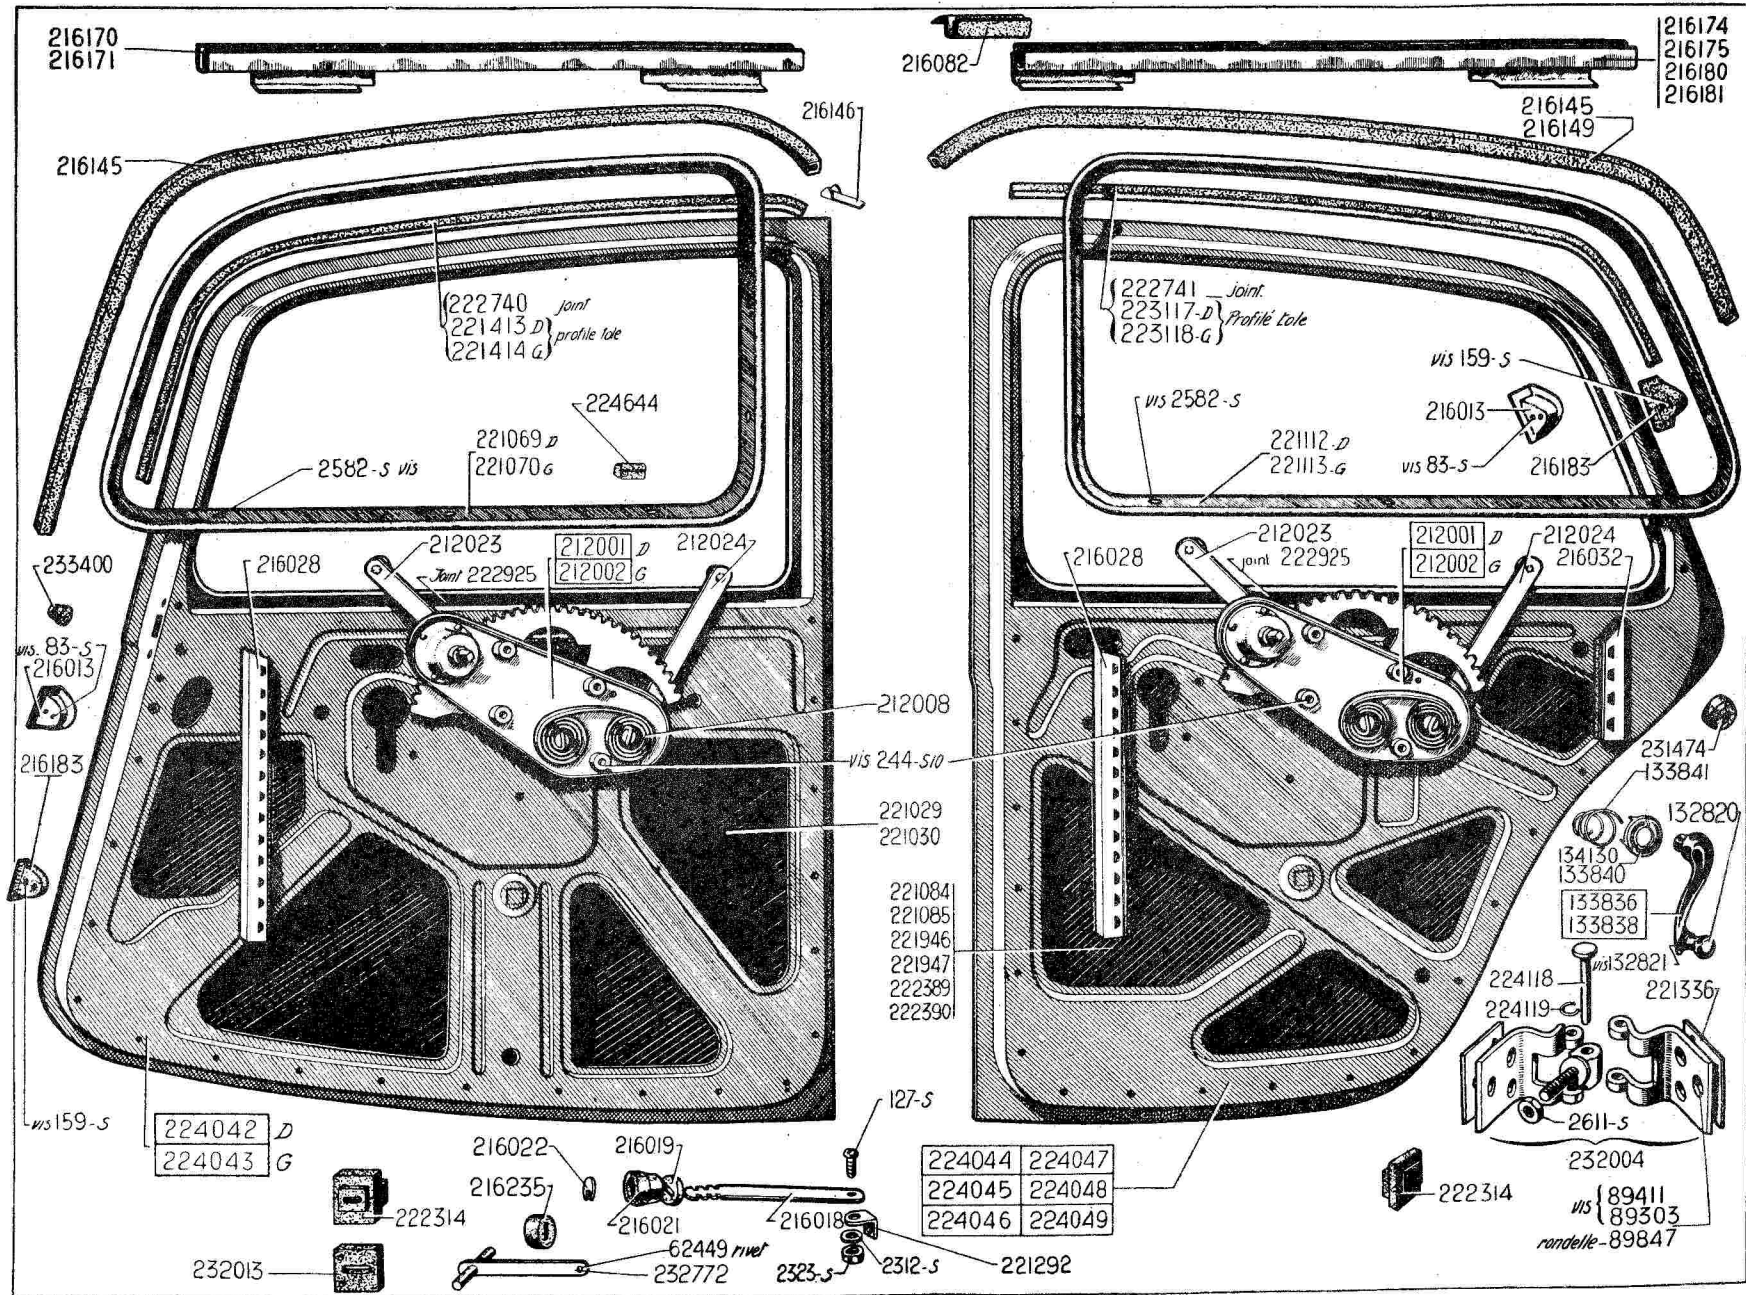 216170
216171
216082
216174
216175
216180
216181
216146
216145
216149
216145
222740 joint
221413 D
221414 G
profile tole
222741 joint.
223117-D
223118-G
Profilé tole
vis 159-S
224644
vis 2582-S
216013
221069 D
221070 G
221112-D
221113-G
2582-S vis
vis 83-S
216183
212023
212001 D
212002 G
212024
212023
212001 D
212002 G
212024
233400
216028
Joint 222925
216028
joint 222925
216032
vis. 83-S
216013
212008
216183
vis 244-S10
231474
133841
221029
221030
132820
134130
133840
221084
221085
221946
221947
222389
222390
133836
133838
vis 132821
224118
221336
224119
127-S
vis 159-S
224042 D
224043 G
2611-S
216022
216019
224044 224047
224045 224048
224046 224049
232004
216235
222314
222314
vis
89411
89303
216021
216018
62449 rivet
rondelle-89847
232013
232772
2323-S
2312-S
221292